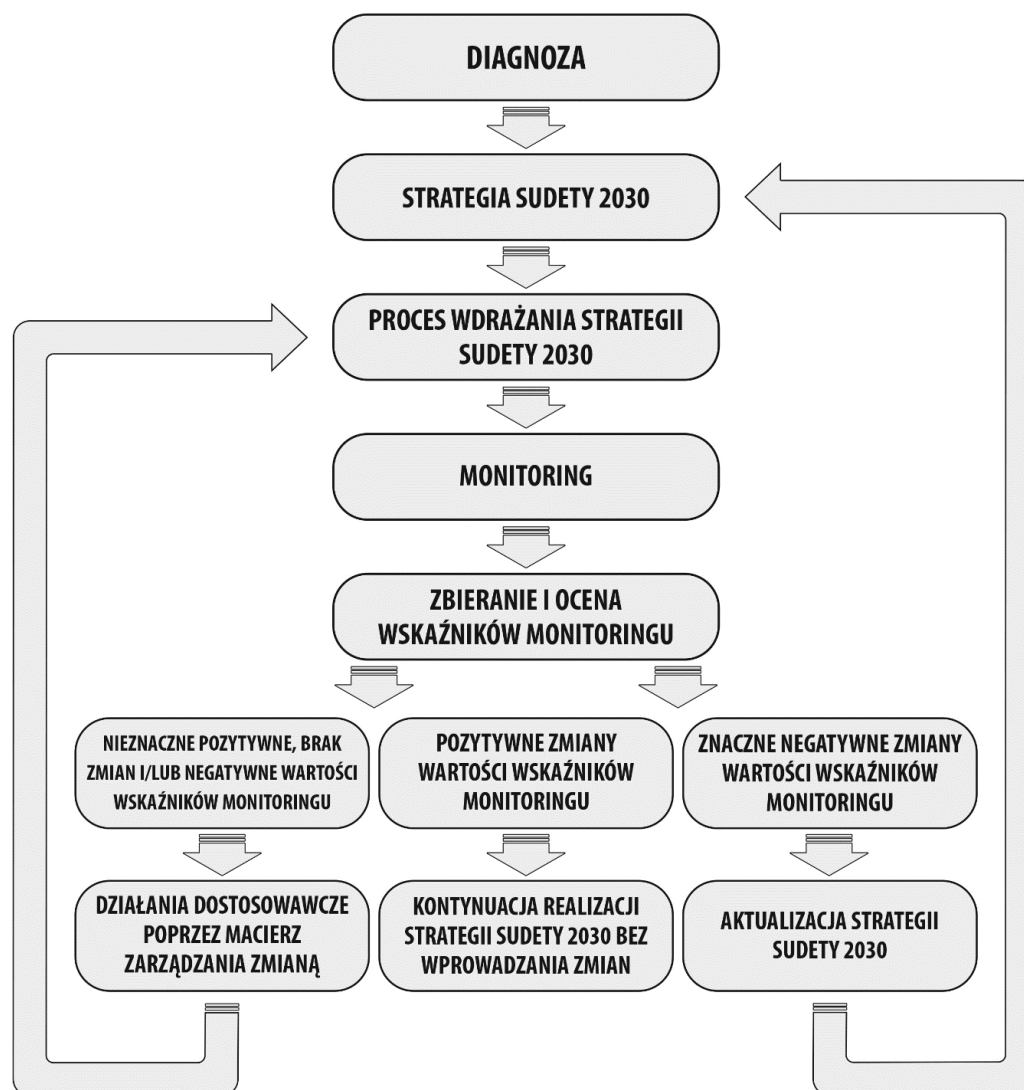 DIAGNOZA
STRATEGIA SUDETY 2030
PROCES WDRAŻANIA STRATEGII
SUDETY 2030
MONITORING
ZBIERANIE I OCENA
WSKAŹNIKÓW MONITORINGU
NIEZNACZNE POZYTYWNE, BRAK
ZMIAN I/LUB NEGATYWNE WARTOŚCI
WSKAŹNIKÓW MONITORINGU
POZYTYWNE ZMIANY
WARTOŚCI WSKAŹNIKÓW
MONITORINGU
ZNACZNE NEGATYWNE ZMIANY
WARTOŚCI WSKAŹNIKÓW
MONITORINGU
DZIAŁANIA DOSTOSOWAWCZE
POPRZEZ MACIERZ
ZARZĄDZANIA ZMIANĄ
KONTYNUACJA REALIZACJI
STRATEGII SUDETY 2030 BEZ
WPROWADZANIA ZMIAN
AKTUALIZACJA STRATEGII
SUDETY 2030